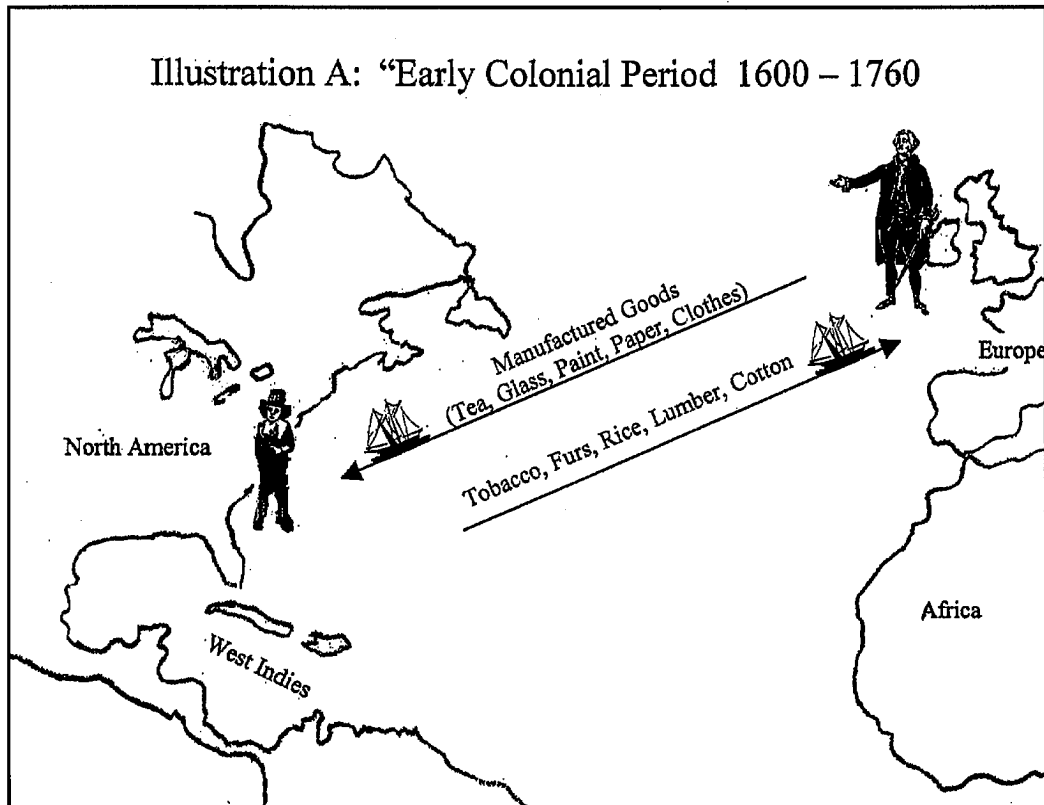 Illustration A: “Early Colonial Period 1600 – 1760
Manufactured Goods
(Tea, Glass, Paint, Paper, Clothes)
Tobacco, Furs, Rice, Lumber, Cotton
Europe
North America
Africa
West Indies